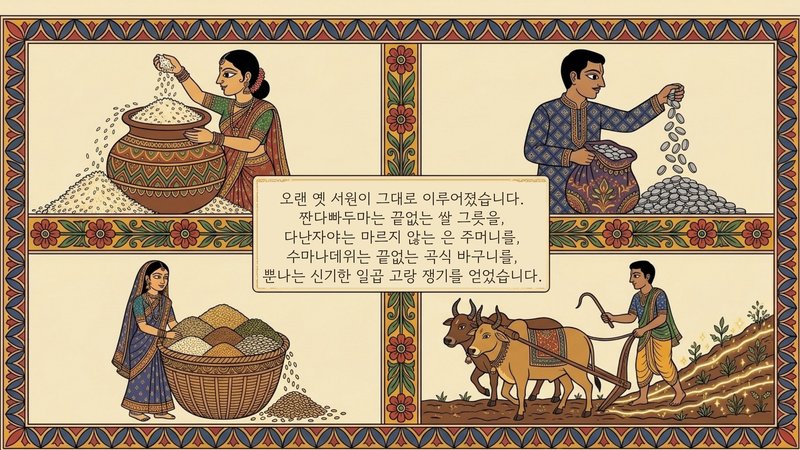 오랜 옛 서원이 그대로 이루어졌습니다.
짠다빠두마는 끝없는 쌀 그릇을,
다난자야는 마르지 않는 은 주머니를,
수마나데위는 끝없는 곡식 바구니를,
뿐나는 신기한 일곱 고랑 쟁기를 얻었습니다.